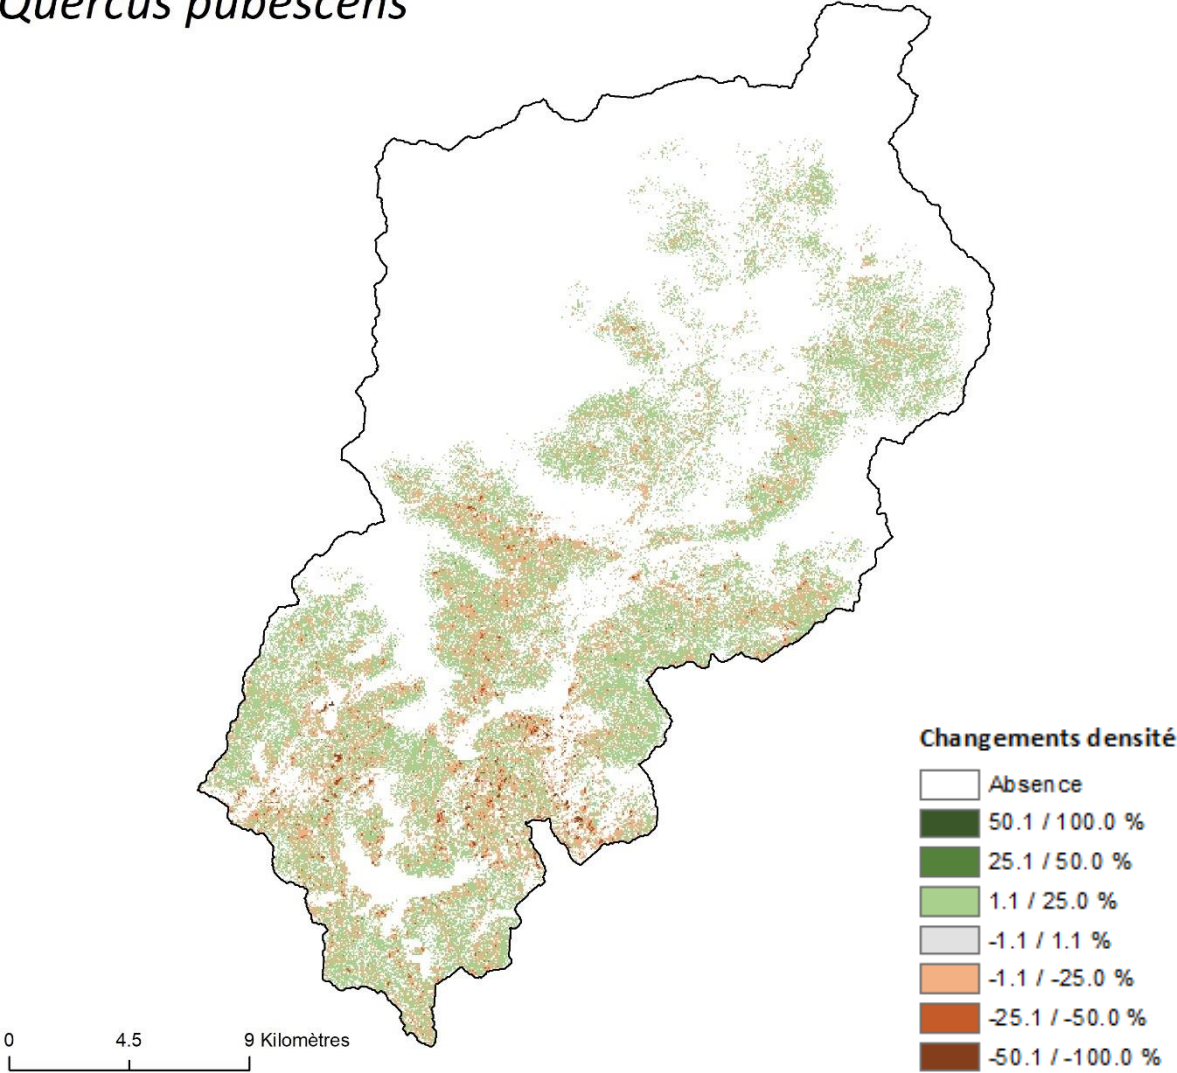 Quercus pubescens
Changements densité
Absence
50.1 / 100.0 %
25.1 / 50.0 %
1.1 / 25.0 %
-1.1 / 1.1 %
-1.1 / -25.0 %
-25.1 / -50.0 %
-50.1 / -100.0 %
0 4.5 9 Kilomètres